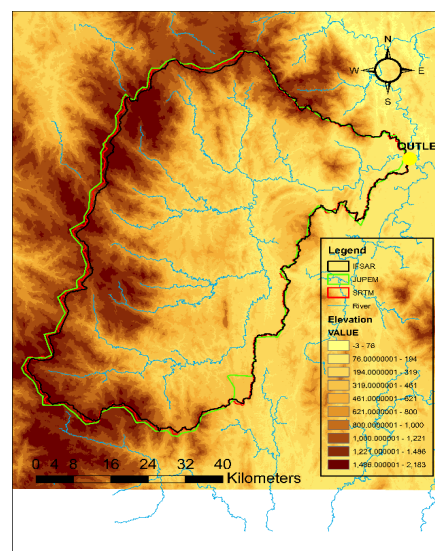 N
W E
S
OUTLE
Legend
IFSAR
JUPEM
SRTM
River
Elevation
VALUE
-3 - 76
76.00000001 - 194
194.0000001 - 319
319.0000001 - 461
461.0000001 - 621
621.0000001 - 800
800.0000001 - 1,000
1,000.000001 - 1,221
1,221.000001 - 1,486
1,486.000001 - 2,183
0 4 8 16 24 32 40
Kilometers